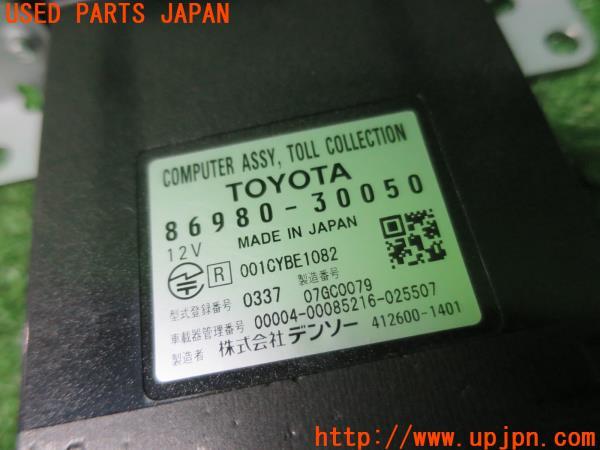 USED PARTS JAPAN
COMPUTER ASSY, TOLL COLLECTION
TOYOTA
86980-30050
12V MADE IN JAPAN
R 001CYBE1082
型式登録番号 0337 製造番号 07GC0079
車載器管理番号 00004-00085216-025507
製造者 株式会社デンソー 412600-1401
http://www.upjpn.com